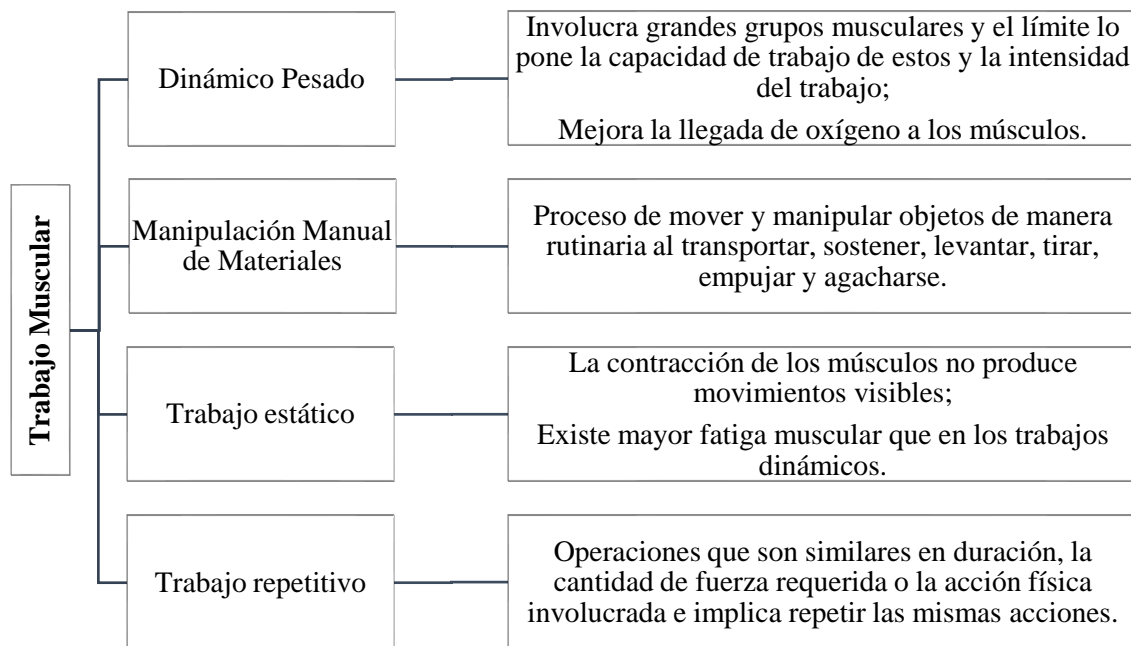 Trabajo Muscular
Dinámico Pesado
Involucra grandes grupos musculares y el límite lo
pone la capacidad de trabajo de estos y la intensidad
del trabajo;
Mejora la llegada de oxígeno a los músculos.
Manipulación Manual
de Materiales
Proceso de mover y manipular objetos de manera
rutinaria al transportar, sostener, levantar, tirar,
empujar y agacharse.
Trabajo estático
La contracción de los músculos no produce
movimientos visibles;
Existe mayor fatiga muscular que en los trabajos
dinámicos.
Trabajo repetitivo
Operaciones que son similares en duración, la
cantidad de fuerza requerida o la acción física
involucrada e implica repetir las mismas acciones.